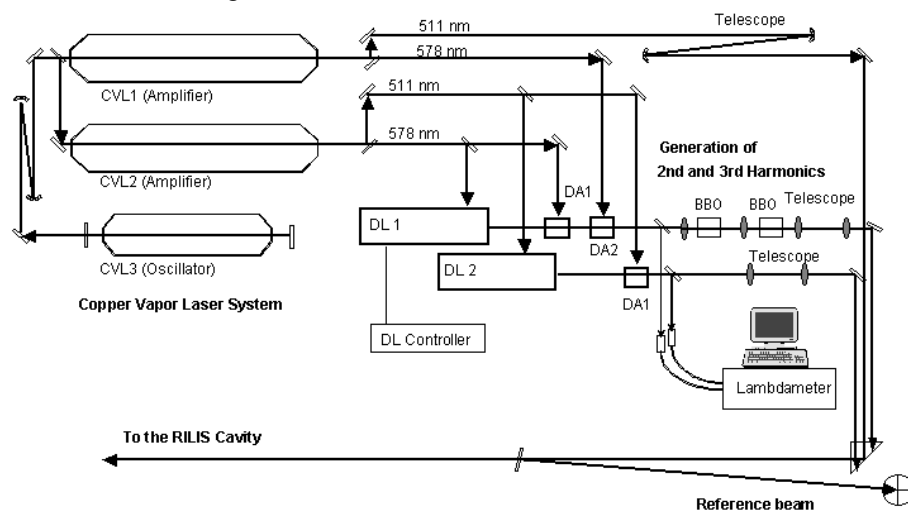 511 nm
Telescope
578 nm
CVL1 (Amplifier)
511 nm
578 nm
Generation of
2nd and 3rd Harmonics
CVL2 (Amplifier)
DA1
BBO
BBO
Telescope
DL 1
DA2
CVL3 (Oscillator)
DL 2
Telescope
DA1
Copper Vapor Laser System
DL Controller
Lambdameter
To the RILIS Cavity
Reference beam